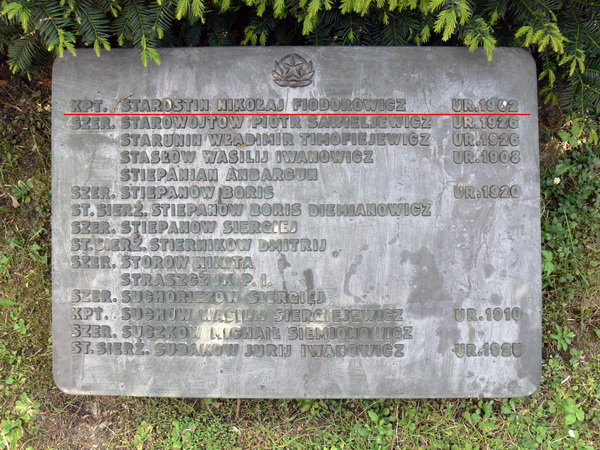 KPT. STAROSTIN NIKOŁAJ FIODOROWICZ UR.1902
SZER. STAROWOJTOW PIOTR SAWIELJEWICZ UR.1926
STARUNIN WŁADIMIR TIMOFIEJEWICZ UR.1926
STASŁOW WASILIJ IWANOWICZ UR.1908
STIEPANIAN ANBARCUN
SZER. STIEPANOW BORIS UR.1920
ST. SIERŻ. STIEPANOW BORIS DIEMIANOWICZ
SZER. STIEPANOW SIERGIEJ
ST. SIERŻ. STIERNIKOW DMITRIJ
SZER. STOROW NIKITA
STRASZCZUK P. I.
SZER. SUCHORIEZOW SIERGIEJ
KPT. SUCHOW WASILIJ SIERGIEJEWICZ UR.1910
SZER. SUCZKOW MICHAIŁ SIEMIONOWICZ
ST. SIERŻ. SUDAKOW JURIJ IWANOWICZ